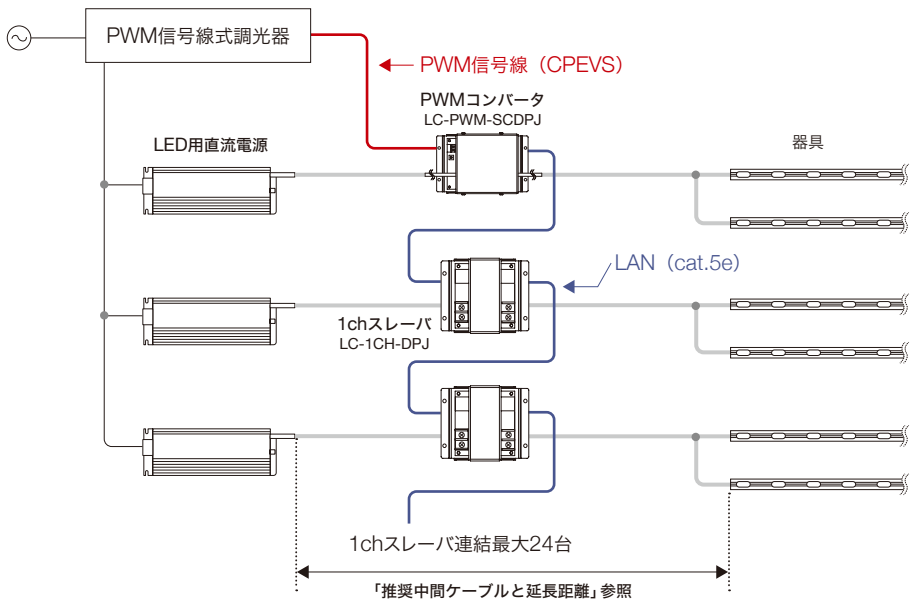 PWM信号線式調光器
PWM信号線（CPEVS）
PWMコンバータ
LC-PWM-SCDPJ
LED用直流電源
器具
LAN（cat.5e）
1chスレーバ
LC-1CH-DPJ
1chスレーバ連結最大24台
「推奨中間ケーブルと延長距離」参照